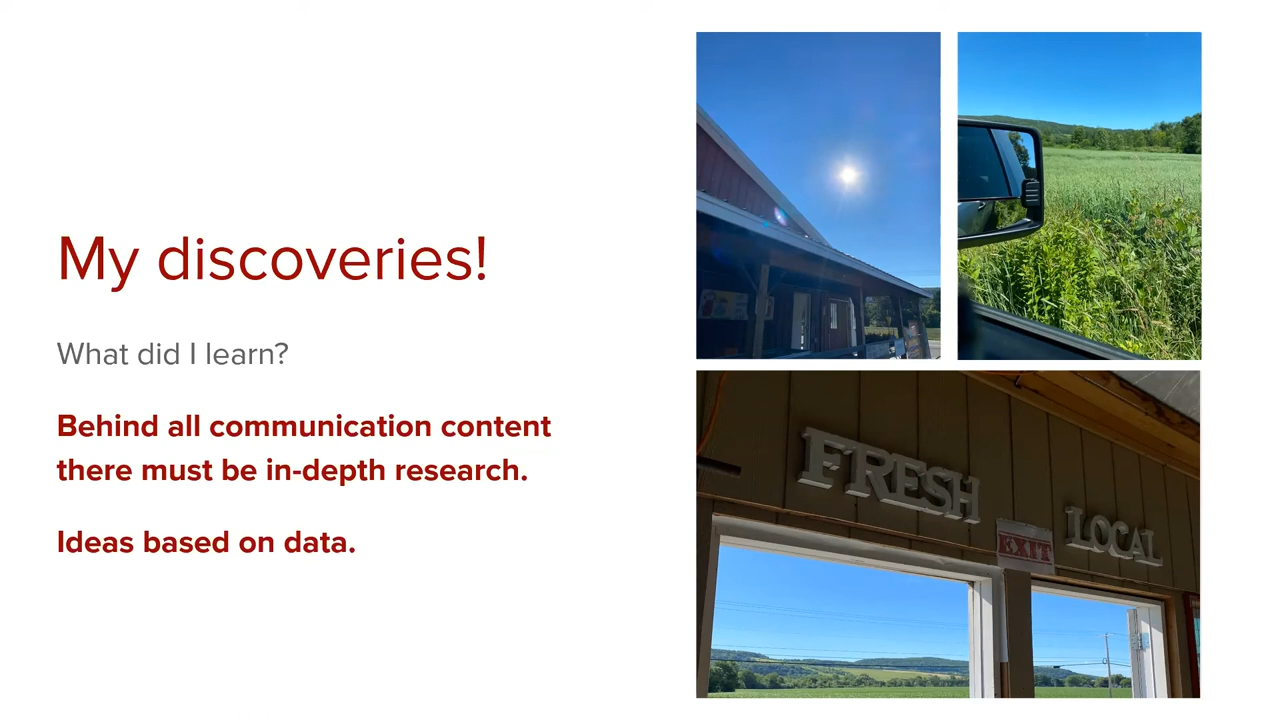 My discoveries!
What did I learn?
Behind all communication content
there must be in-depth research.
Ideas based on data.
FRESH
LOCAL
EXIT